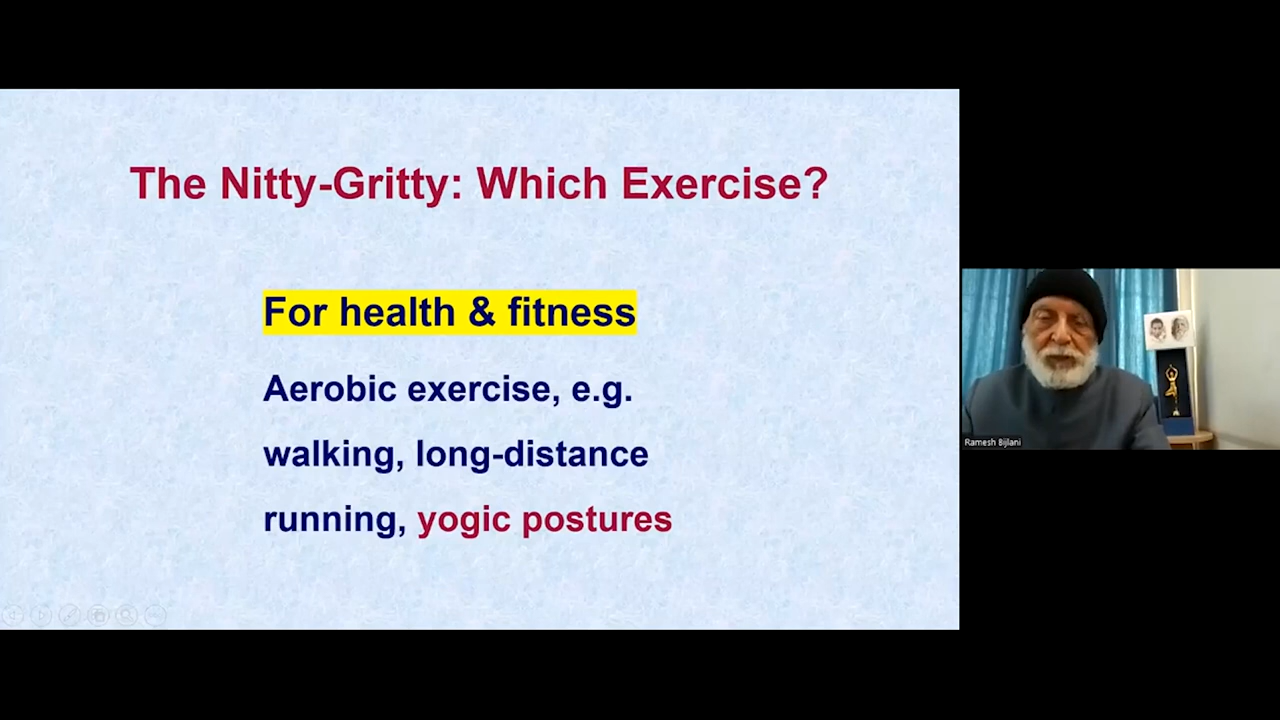 The Nitty-Gritty: Which Exercise?
For health & fitness
Aerobic exercise, e.g.
walking, long-distance
running, yogic postures
Ramesh Bijlani